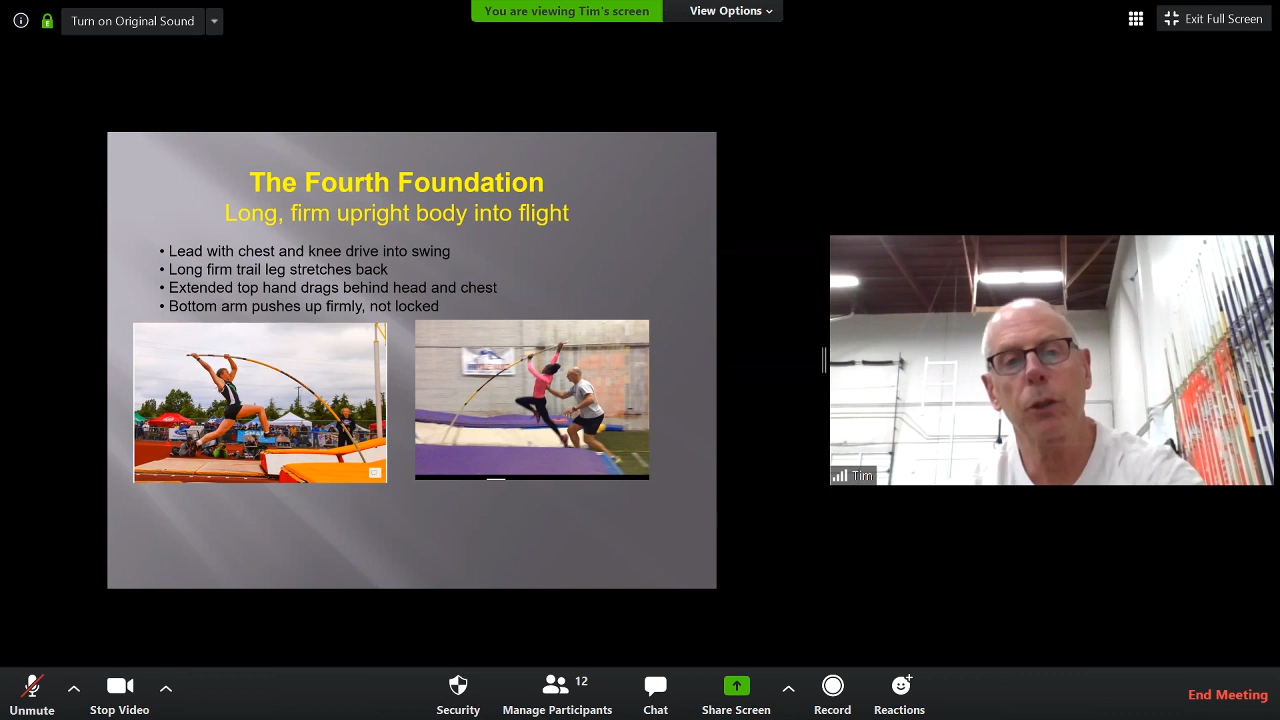 Turn on Original Sound
You are viewing Tim's screen
View Options
Exit Full Screen
The Fourth Foundation
Long, firm upright body into flight
• Lead with chest and knee drive into swing
• Long firm trail leg stretches back
• Extended top hand drags behind head and chest
• Bottom arm pushes up firmly, not locked
Tim
Unmute
Stop Video
Security
Manage Participants
12
Chat
Share Screen
Record
Reactions
End Meeting